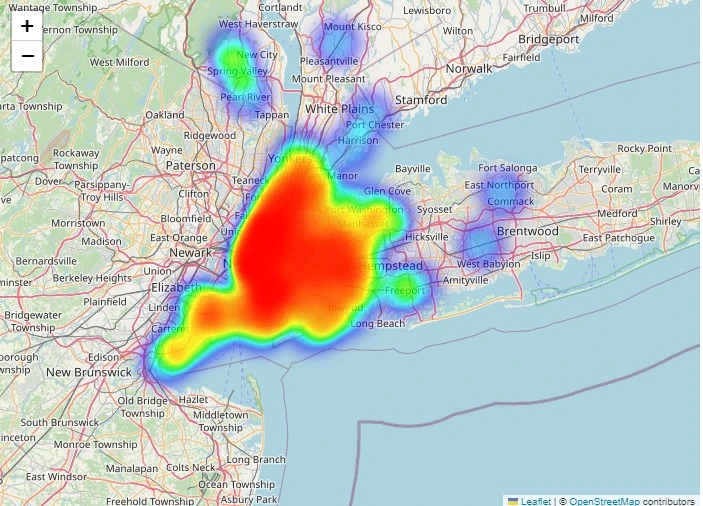 Wantage Township
Cortlandt
Lewisboro
Trumbull
+
West Haverstraw
Mount Kisco
Milford
Vernon Township
Wilton
Bridgeport
−
New City
Pleasantville
Fairfield
West Milford
Spring Valley
Norwalk
Mount Pleasant
Pearl River
Stamford
White Plains
Oakland
Tappan
Port Chester
Ridgewood
Harrison
Rocky Point
Wayne
Yonkers
Rockaway
Township
Bayville
Fort Salonga
Terryville
Paterson
Dover
Parsippany-
Troy Hills
Teaneck
Glen Cove
East Northport
Coram
Clifton
Commack
Port Washington
Syosset
Medford
Morristown
Bloomfield
Manhasset
Shirley
Madison
East Orange
Hicksville
Brentwood
East Patchogue
Newark
Islip
Bernardsville
Hempstead
West Babylon
Berkeley Heights
Union
Amityville
Elizabeth
Freeport
Plainfield
Linden
Inwood
Bridgewater
Township
Carteret
Long Beach
Edison
New Brunswick
Old Bridge
Township
Hazlet
Middletown
Township
South Brunswick
Monroe Township
Long Branch
Manalapan
Colts Neck
East Windsor
Ocean Township
Freehold Township
Asbury Park
Leaflet | © OpenStreetMap contributors